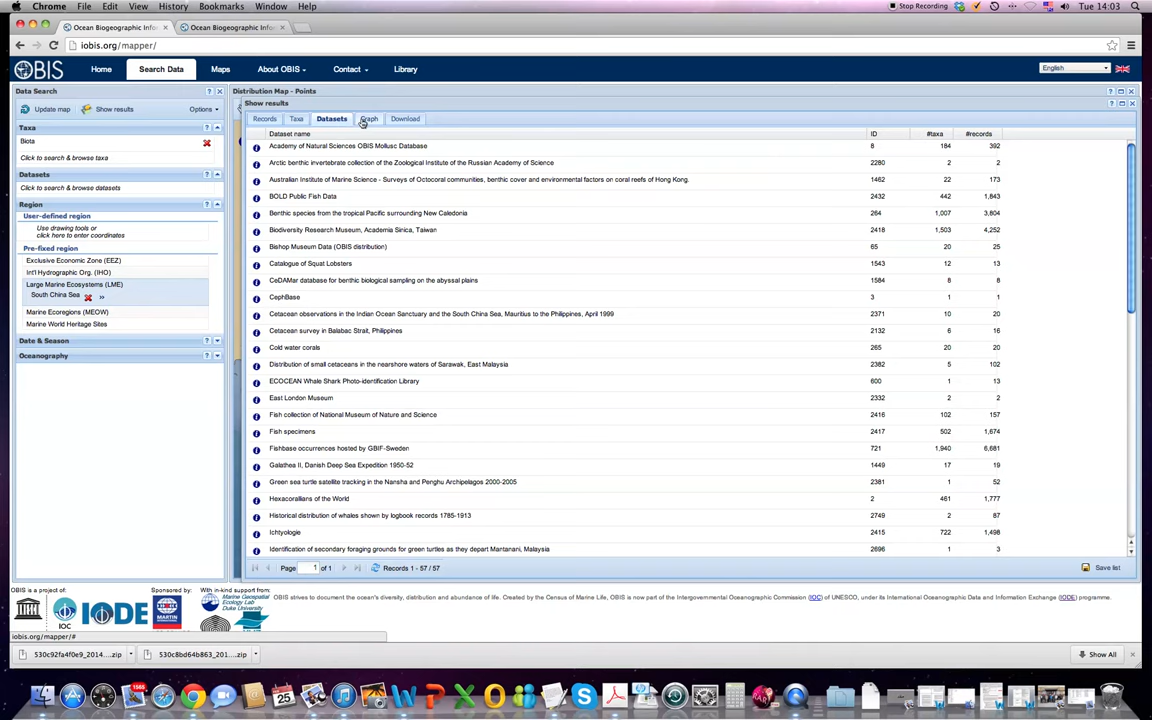 Chrome File Edit View History Bookmarks Window Help Stop Recording Tue 14:03
Ocean Biogeographic Info Ocean Biogeographic Info
iobis.org/mapper/
OBIS Home Search Data Maps About OBIS Contact Library English
Data Search Distribution Map - Points
Show results
Update map Show results Options
Records Taxa Datasets Graph Download
Taxa
Biota
Click to search & browse taxa
Datasets
Click to search & browse datasets
Region
User-defined region
Use drawing tools or
click here to enter coordinates
Pre-fixed region
Exclusive Economic Zone (EEZ)
Int'l Hydrographic Org. (IHO)
Large Marine Ecosystems (LME)
South China Sea »
Marine Ecoregions (MEOW)
Marine World Heritage Sites
Date & Season
Oceanography
Dataset name ID #taxa #records
Academy of Natural Sciences OBIS Mollusc Database 8 184 392
Arctic benthic invertebrate collection of the Zoological Institute of the Russian Academy of Science 2280 2 2
Australian Institute of Marine Science - Surveys of Octocoral communities, benthic cover and environmental factors on coral reefs of Hong Kong. 1462 22 173
BOLD Public Fish Data 2432 442 1,843
Benthic species from the tropical Pacific surrounding New Caledonia 264 1,007 3,804
Biodiversity Research Museum, Academia Sinica, Taiwan 2418 1,503 4,252
Bishop Museum Data (OBIS distribution) 65 20 25
Catalogue of Squat Lobsters 1543 12 13
CeDAMar database for benthic biological sampling on the abyssal plains 1584 8 8
CephBase 3 1 1
Cetacean observations in the Indian Ocean Sanctuary and the South China Sea, Mauritius to the Philippines, April 1999 2371 10 20
Cetacean survey in Balabac Strait, Philippines 2132 6 16
Cold water corals 265 20 20
Distribution of small cetaceans in the nearshore waters of Sarawak, East Malaysia 2382 5 102
ECOCEAN Whale Shark Photo-identification Library 600 1 13
East London Museum 2332 2 2
Fish collection of National Museum of Nature and Science 2416 102 157
Fish specimens 2417 502 1,674
Fishbase occurrences hosted by GBIF-Sweden 721 1,940 6,681
Galathea II, Danish Deep Sea Expedition 1950-52 1449 17 19
Green sea turtle satellite tracking in the Nansha and Penghu Archipelagos 2000-2005 2381 1 52
Hexacorallians of the World 2 461 1,777
Historical distribution of whales shown by logbook records 1785-1913 2749 2 87
Ichtyologie 2415 722 1,498
Identification of secondary foraging grounds for green turtles as they depart Mantanani, Malaysia 2696 1 3
Page 1 of 1 Records 1 - 57 / 57 Save list
OBIS is a project of: Sponsored by: With in-kind support from:
OBIS strives to document the ocean's diversity, distribution and abundance of life. Created by the Census of Marine Life, OBIS is now part of the Intergovernmental Oceanographic Commission (IOC) of UNESCO, under its International Oceanographic Data and Information Exchange (IODE) programme.
IOC IODE MARTIN Marine Geospatial Ecology Lab Duke University
iobis.org/mapper/#
530c92fa4f0e9_2014....zip 530c8bd64b863_201....zip Show All